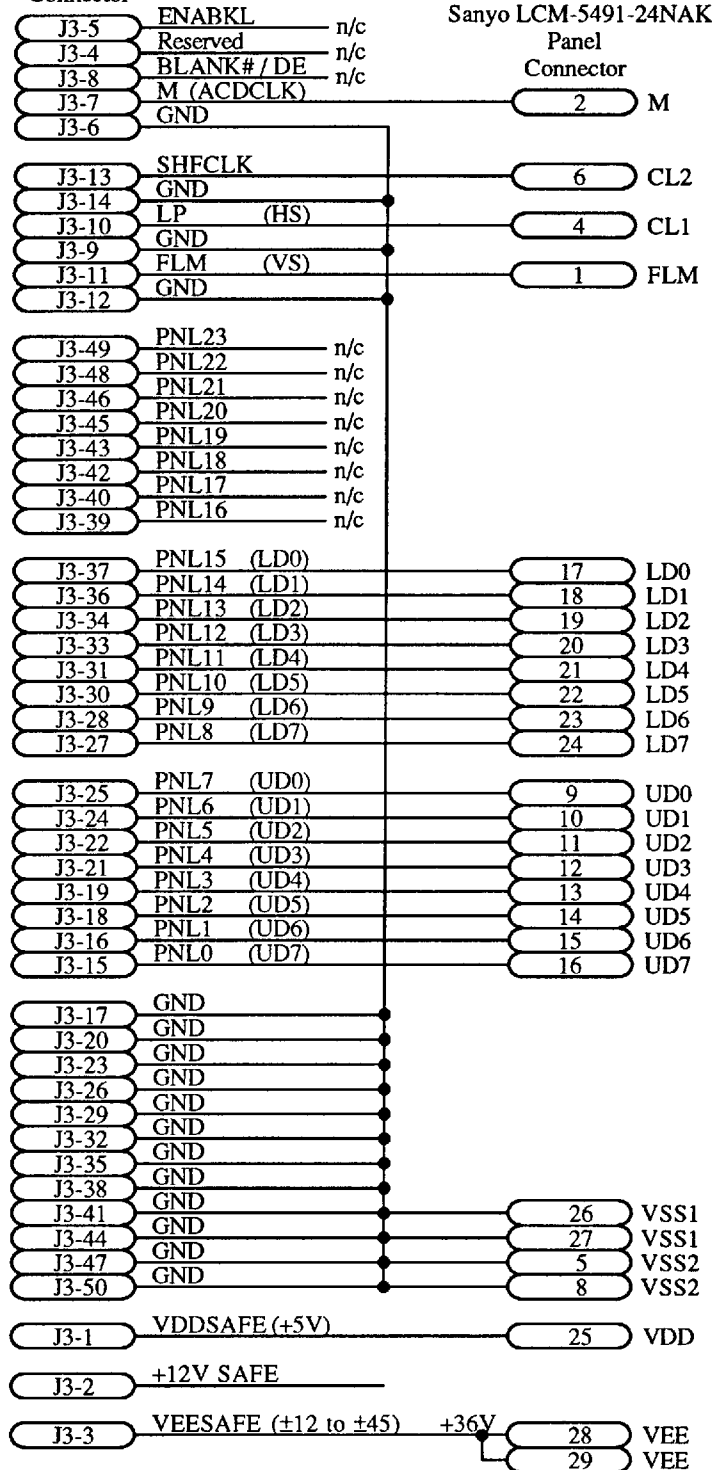 Connector
Sanyo LCM-5491-24NAK
Panel
Connector
J3-5 ENABKL n/c
J3-4 Reserved n/c
J3-8 BLANK# / DE n/c
J3-7 M (ACDCLK) 2 M
J3-6 GND
J3-13 SHFCLK 6 CL2
J3-14 GND
J3-10 LP (HS) 4 CL1
J3-9 GND
J3-11 FLM (VS) 1 FLM
J3-12 GND
J3-49 PNL23 n/c
J3-48 PNL22 n/c
J3-46 PNL21 n/c
J3-45 PNL20 n/c
J3-43 PNL19 n/c
J3-42 PNL18 n/c
J3-40 PNL17 n/c
J3-39 PNL16 n/c
J3-37 PNL15 (LD0) 17 LD0
J3-36 PNL14 (LD1) 18 LD1
J3-34 PNL13 (LD2) 19 LD2
J3-33 PNL12 (LD3) 20 LD3
J3-31 PNL11 (LD4) 21 LD4
J3-30 PNL10 (LD5) 22 LD5
J3-28 PNL9 (LD6) 23 LD6
J3-27 PNL8 (LD7) 24 LD7
J3-25 PNL7 (UD0) 9 UD0
J3-24 PNL6 (UD1) 10 UD1
J3-22 PNL5 (UD2) 11 UD2
J3-21 PNL4 (UD3) 12 UD3
J3-19 PNL3 (UD4) 13 UD4
J3-18 PNL2 (UD5) 14 UD5
J3-16 PNL1 (UD6) 15 UD6
J3-15 PNL0 (UD7) 16 UD7
J3-17 GND
J3-20 GND
J3-23 GND
J3-26 GND
J3-29 GND
J3-32 GND
J3-35 GND
J3-38 GND
J3-41 GND 26 VSS1
J3-44 GND 27 VSS1
J3-47 GND 5 VSS2
J3-50 GND 8 VSS2
J3-1 VDDSAFE (+5V) 25 VDD
J3-2 +12V SAFE
J3-3 VEESAFE (±12 to ±45) +36V 28 VEE
29 VEE